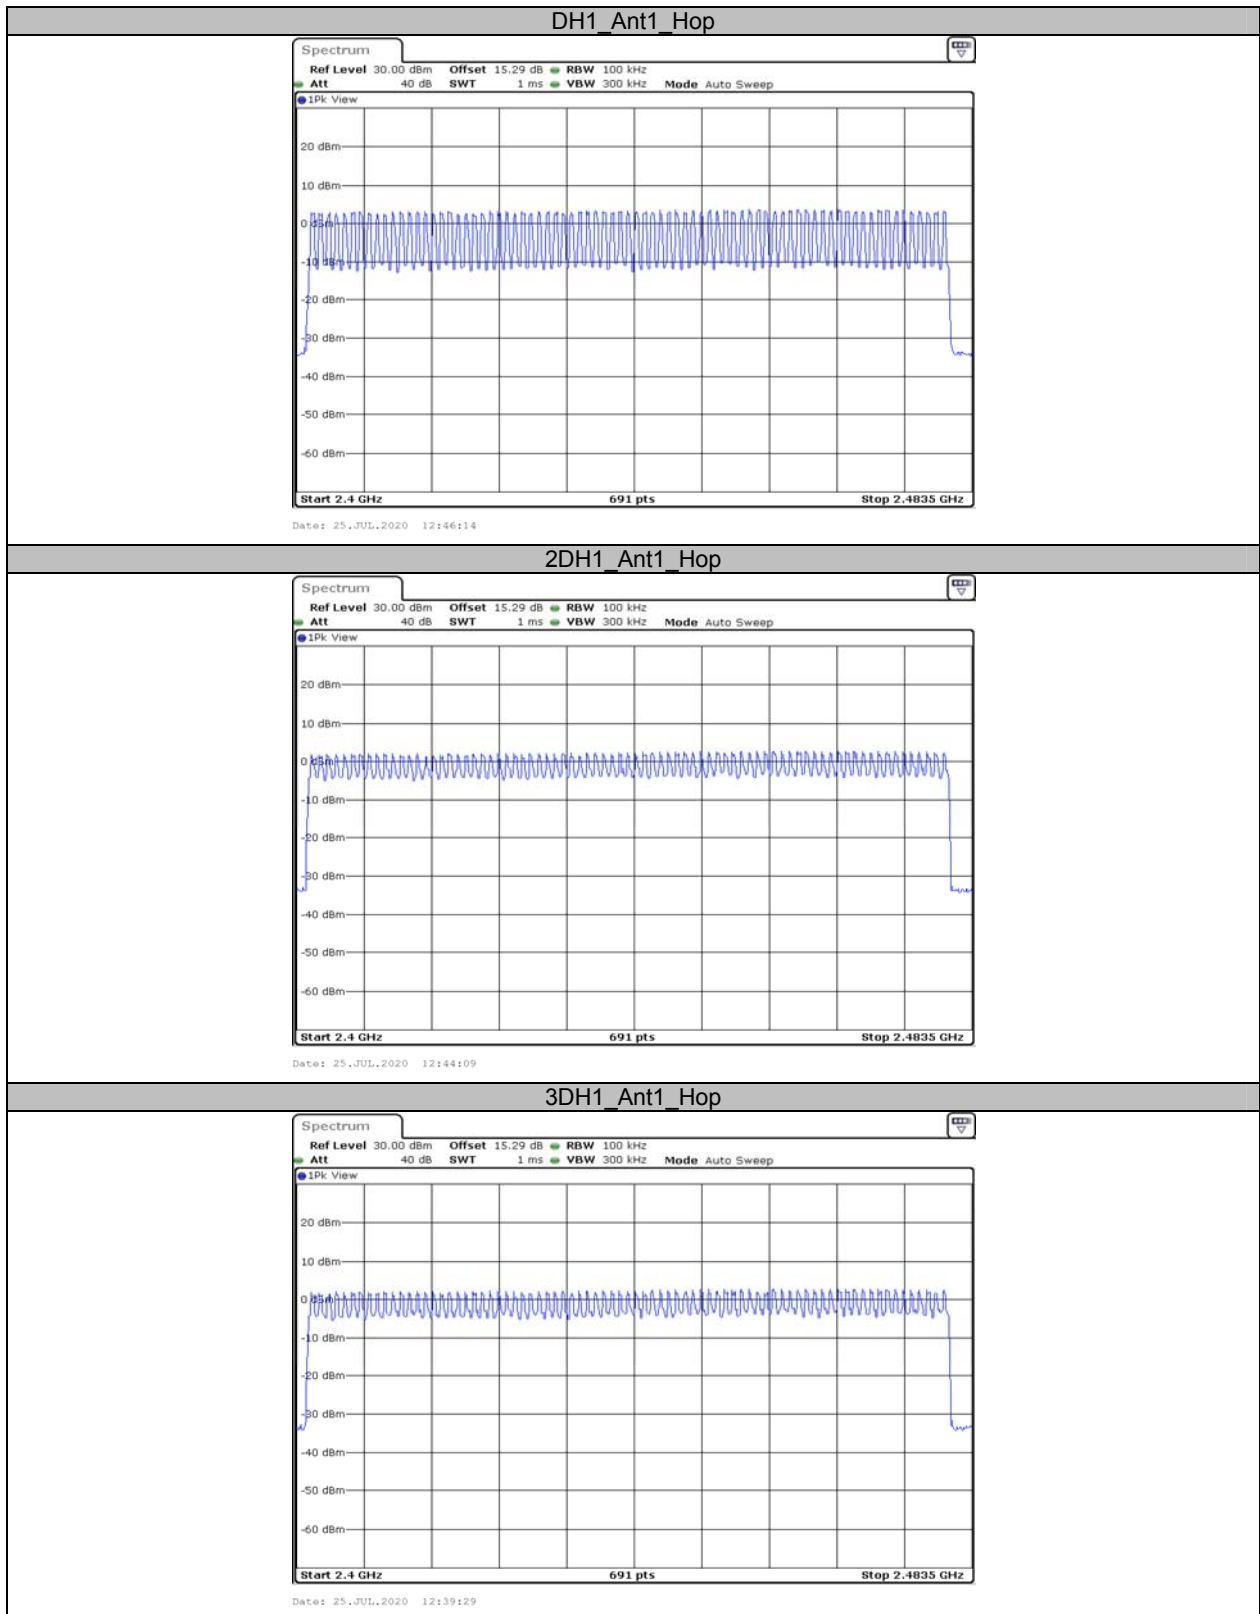 DH1_Ant1_Hop
Spectrum
Ref Level 30.00 dBm Offset 15.29 dB RBW 100 kHz
Att 40 dB SWT 1 ms VBW 300 kHz Mode Auto Sweep
1Pk View
20 dBm
10 dBm
0 dBm
-10 dBm
-20 dBm
-30 dBm
-40 dBm
-50 dBm
-60 dBm
Start 2.4 GHz 691 pts Stop 2.4835 GHz
Date: 25.JUL.2020 12:46:14
2DH1_Ant1_Hop
Spectrum
Ref Level 30.00 dBm Offset 15.29 dB RBW 100 kHz
Att 40 dB SWT 1 ms VBW 300 kHz Mode Auto Sweep
1Pk View
20 dBm
10 dBm
0 dBm
-10 dBm
-20 dBm
-30 dBm
-40 dBm
-50 dBm
-60 dBm
Start 2.4 GHz 691 pts Stop 2.4835 GHz
Date: 25.JUL.2020 12:44:09
3DH1_Ant1_Hop
Spectrum
Ref Level 30.00 dBm Offset 15.29 dB RBW 100 kHz
Att 40 dB SWT 1 ms VBW 300 kHz Mode Auto Sweep
1Pk View
20 dBm
10 dBm
0 dBm
-10 dBm
-20 dBm
-30 dBm
-40 dBm
-50 dBm
-60 dBm
Start 2.4 GHz 691 pts Stop 2.4835 GHz
Date: 25.JUL.2020 12:39:29